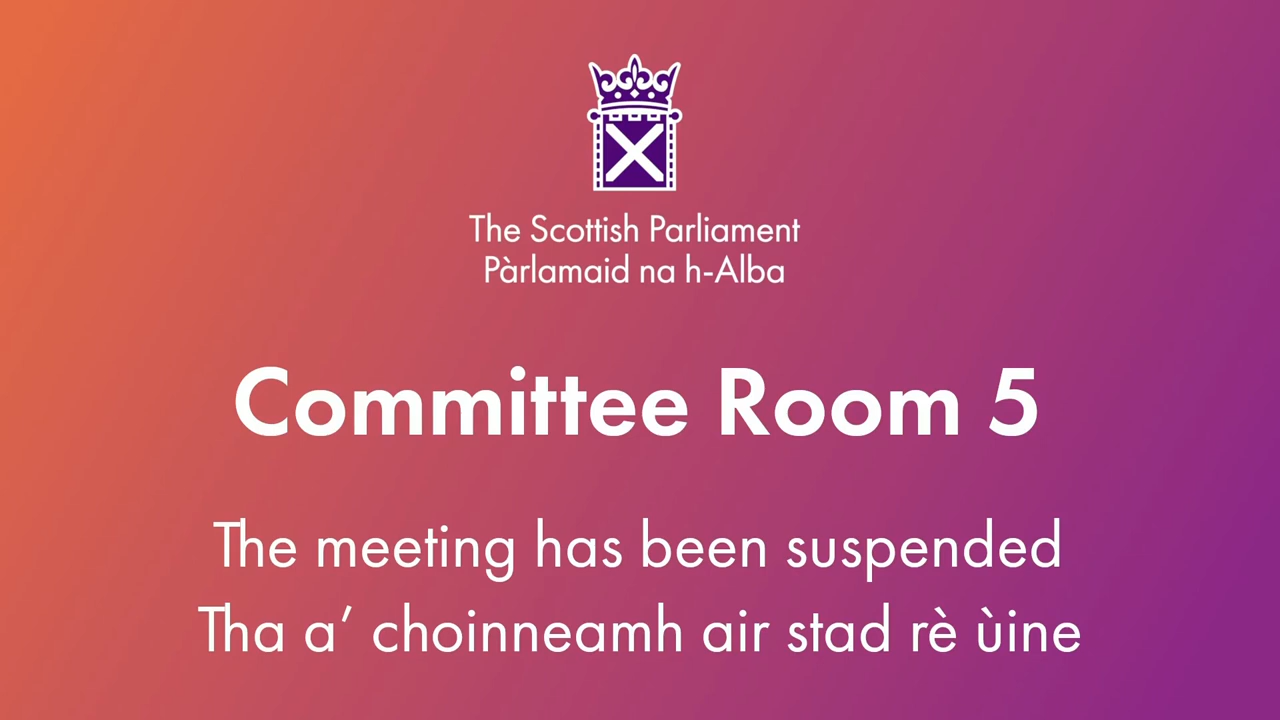 The Scottish Parliament
Pàrlamaid na h-Alba
Committee Room 5
The meeting has been suspended
Tha a’ choinneamh air stad rè ùine